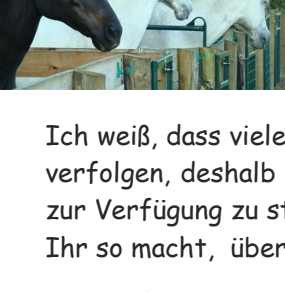 Ich weiß, dass viele
verfolgen, deshalb
zur Verfügung zu
Ihr so macht, über